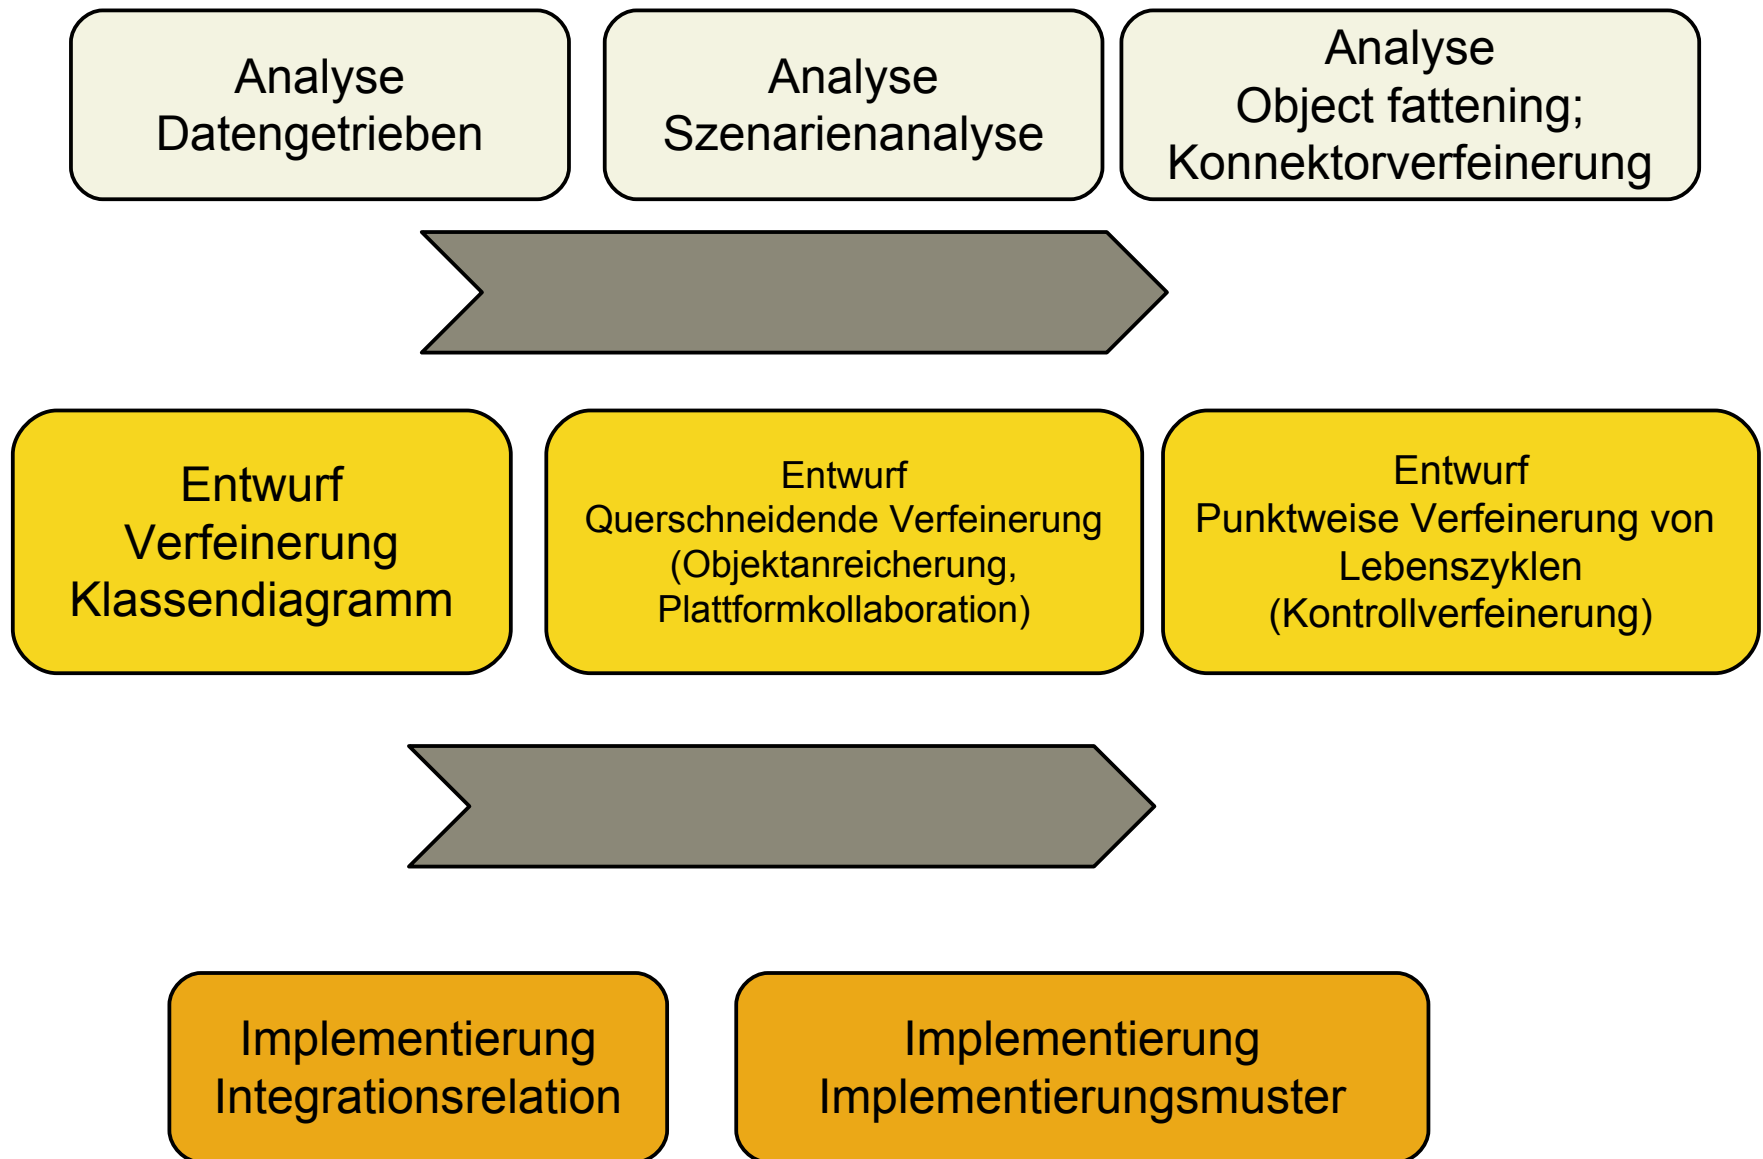 Analyse
Datengetrieben
Analyse
Szenarienanalyse
Analyse
Object fattening;
Konnektorverfeinerung
Entwurf
Verfeinerung
Klassendiagramm
Entwurf
Querschneidende Verfeinerung
(Objektanreicherung,
Plattformkollaboration)
Entwurf
Punktweise Verfeinerung von
Lebenszyklen
(Kontrollverfeinerung)
Implementierung
Integrationsrelation
Implementierung
Implementierungsmuster